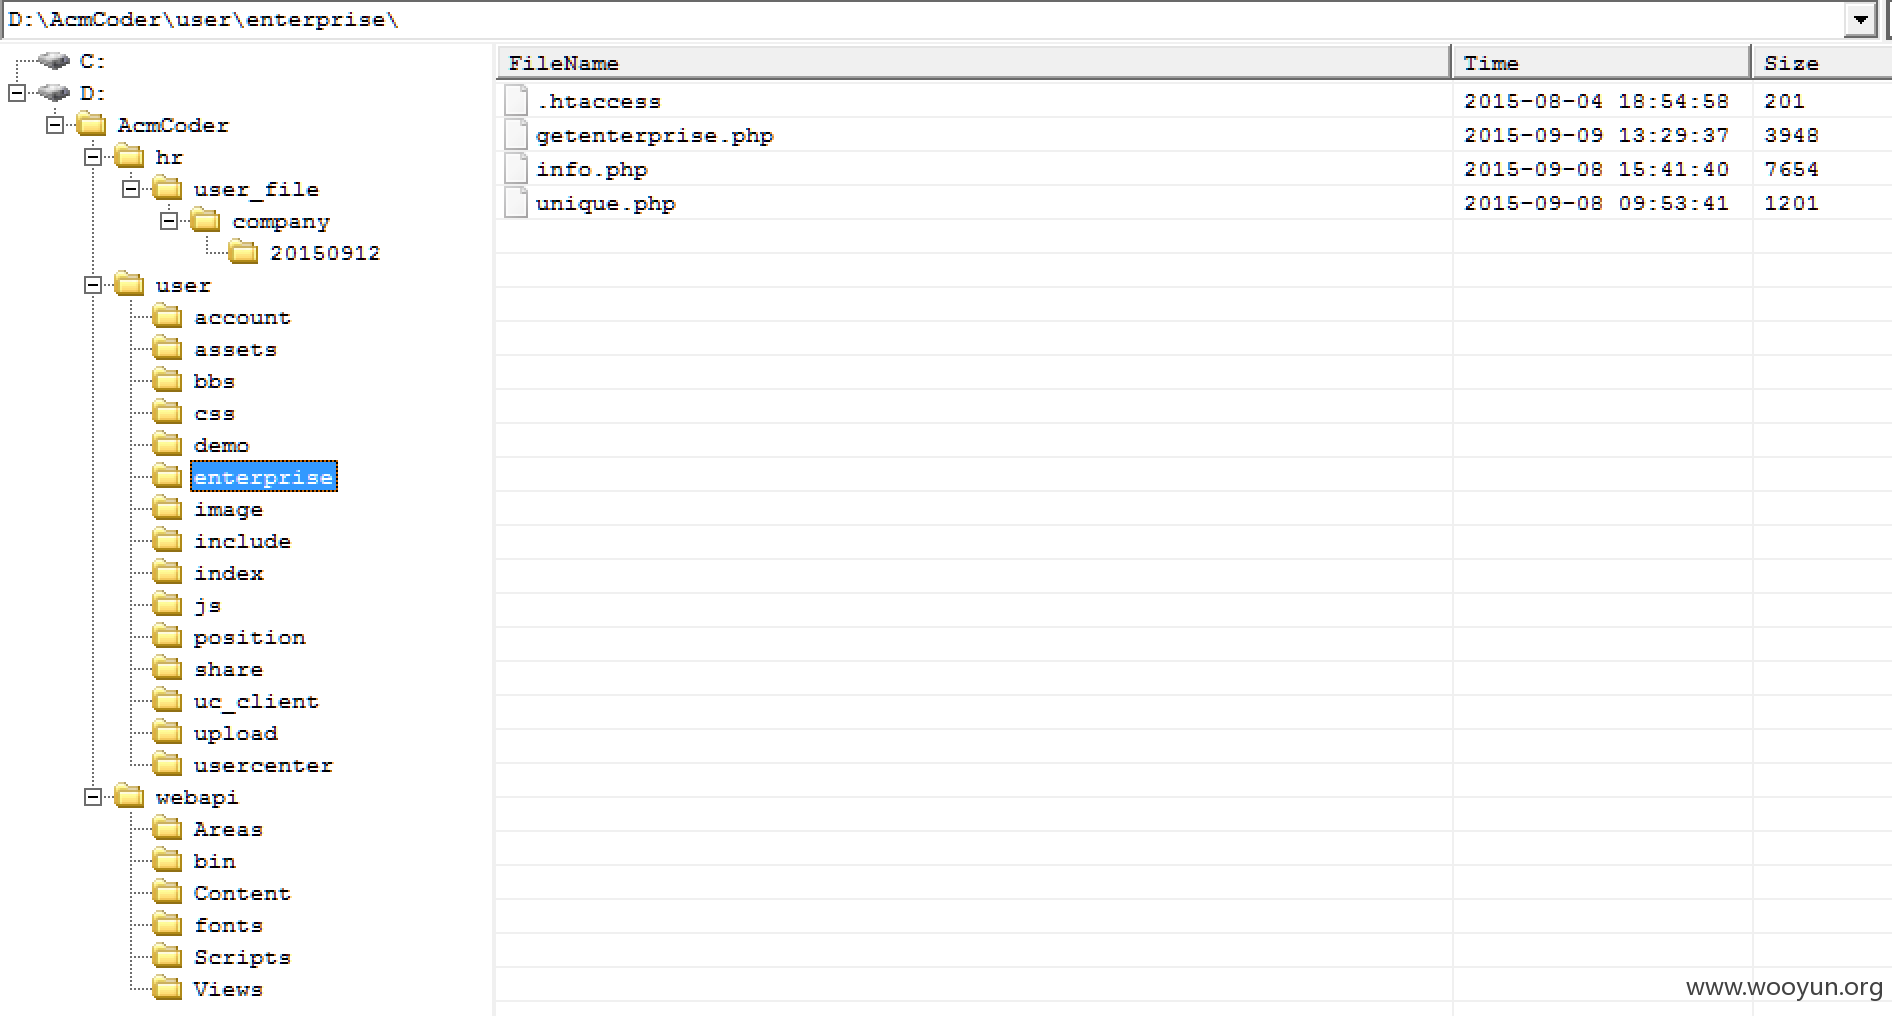 D:\AcmCoder\user\enterprise\
C:
D:
AcmCoder
hr
user_file
company
20150912
user
account
assets
bbs
css
demo
enterprise
image
include
index
js
position
share
uc_client
upload
usercenter
webapi
Areas
bin
Content
fonts
Scripts
Views
FileName Time Size
.htaccess 2015-08-04 18:54:58 201
getenterprise.php 2015-09-09 13:29:37 3948
info.php 2015-09-08 15:41:40 7654
unique.php 2015-09-08 09:53:41 1201
www.wooyun.org